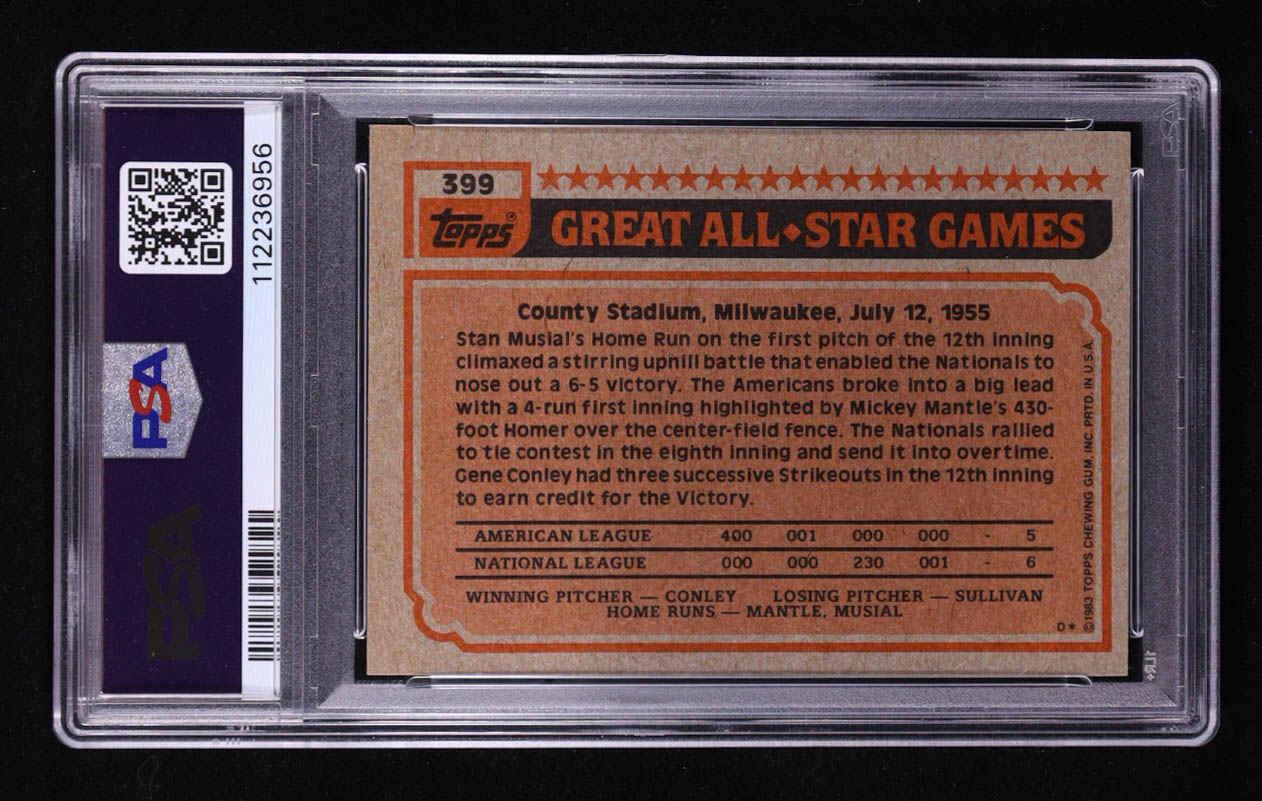 112236956
PSA
PSA
PSA
399
topps®
GREAT ALL◆STAR GAMES
County Stadium, Milwaukee, July 12, 1955
Stan Musial's Home Run on the first pitch of the 12th inning
climaxed a stirring uphill battle that enabled the Nationals to
nose out a 6-5 victory. The Americans broke into a big lead
with a 4-run first inning highlighted by Mickey Mantle's 430-
foot Homer over the center-field fence. The Nationals rallied
to tie contest in the eighth inning and send it into overtime.
Gene Conley had three successive Strikeouts in the 12th inning
to earn credit for the Victory.
AMERICAN LEAGUE 400 001 000 000 - 5
NATIONAL LEAGUE 000 000 230 001 - 6
WINNING PITCHER — CONLEY LOSING PITCHER — SULLIVAN
HOME RUNS — MANTLE, MUSIAL
D*
©1983 TOPPS CHEWING GUM, INC. PRTD. IN U.S.A.